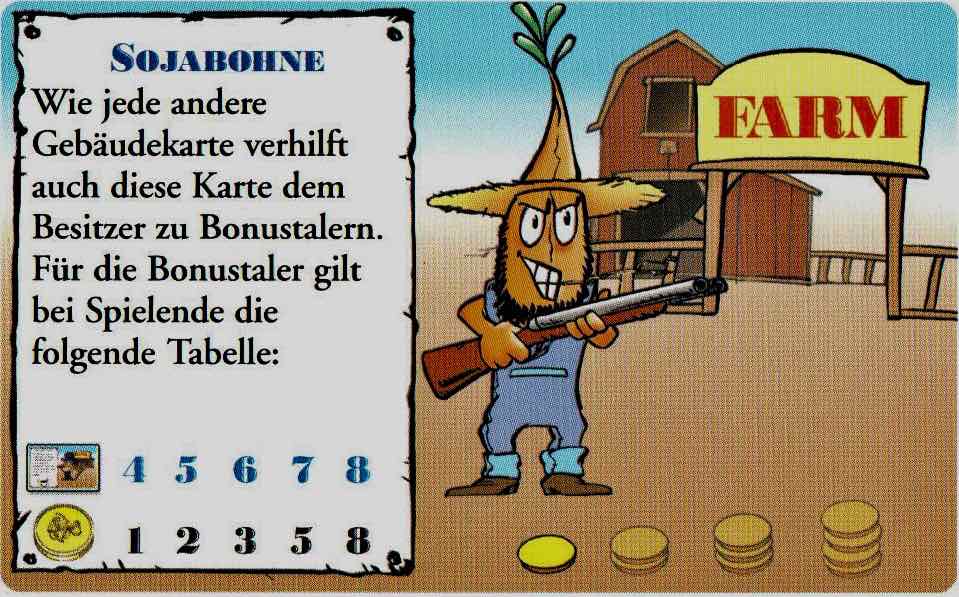 SOJABOHNE
Wie jede andere
Gebäudekarte verhilft
auch diese Karte dem
Besitzer zu Bonustalern.
Für die Bonustaler gilt
bei Spielende die
folgende Tabelle:
4 5 6 7 8
1 2 3 5 8
FARM